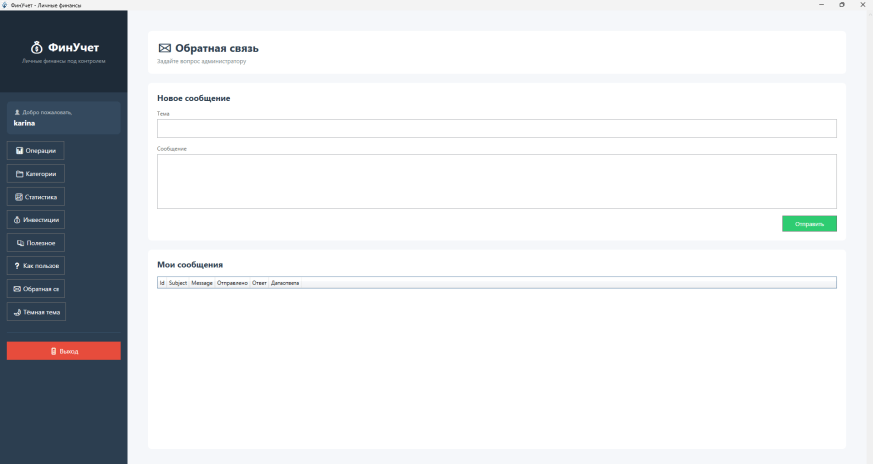 ФинУчет - Личные финансы
ФинУчет
Личные финансы под контролем
Добро пожаловать,
karina
Операции
Категории
Статистика
Инвестиции
Полезное
? Как пользов
Обратная се
Тёмная тема
Выход
Обратная связь
Задайте вопрос администратору
Новое сообщение
Тема
Сообщение
Отправить
Мои сообщения
Id Subject Message Отправлено Ответ Датаответа